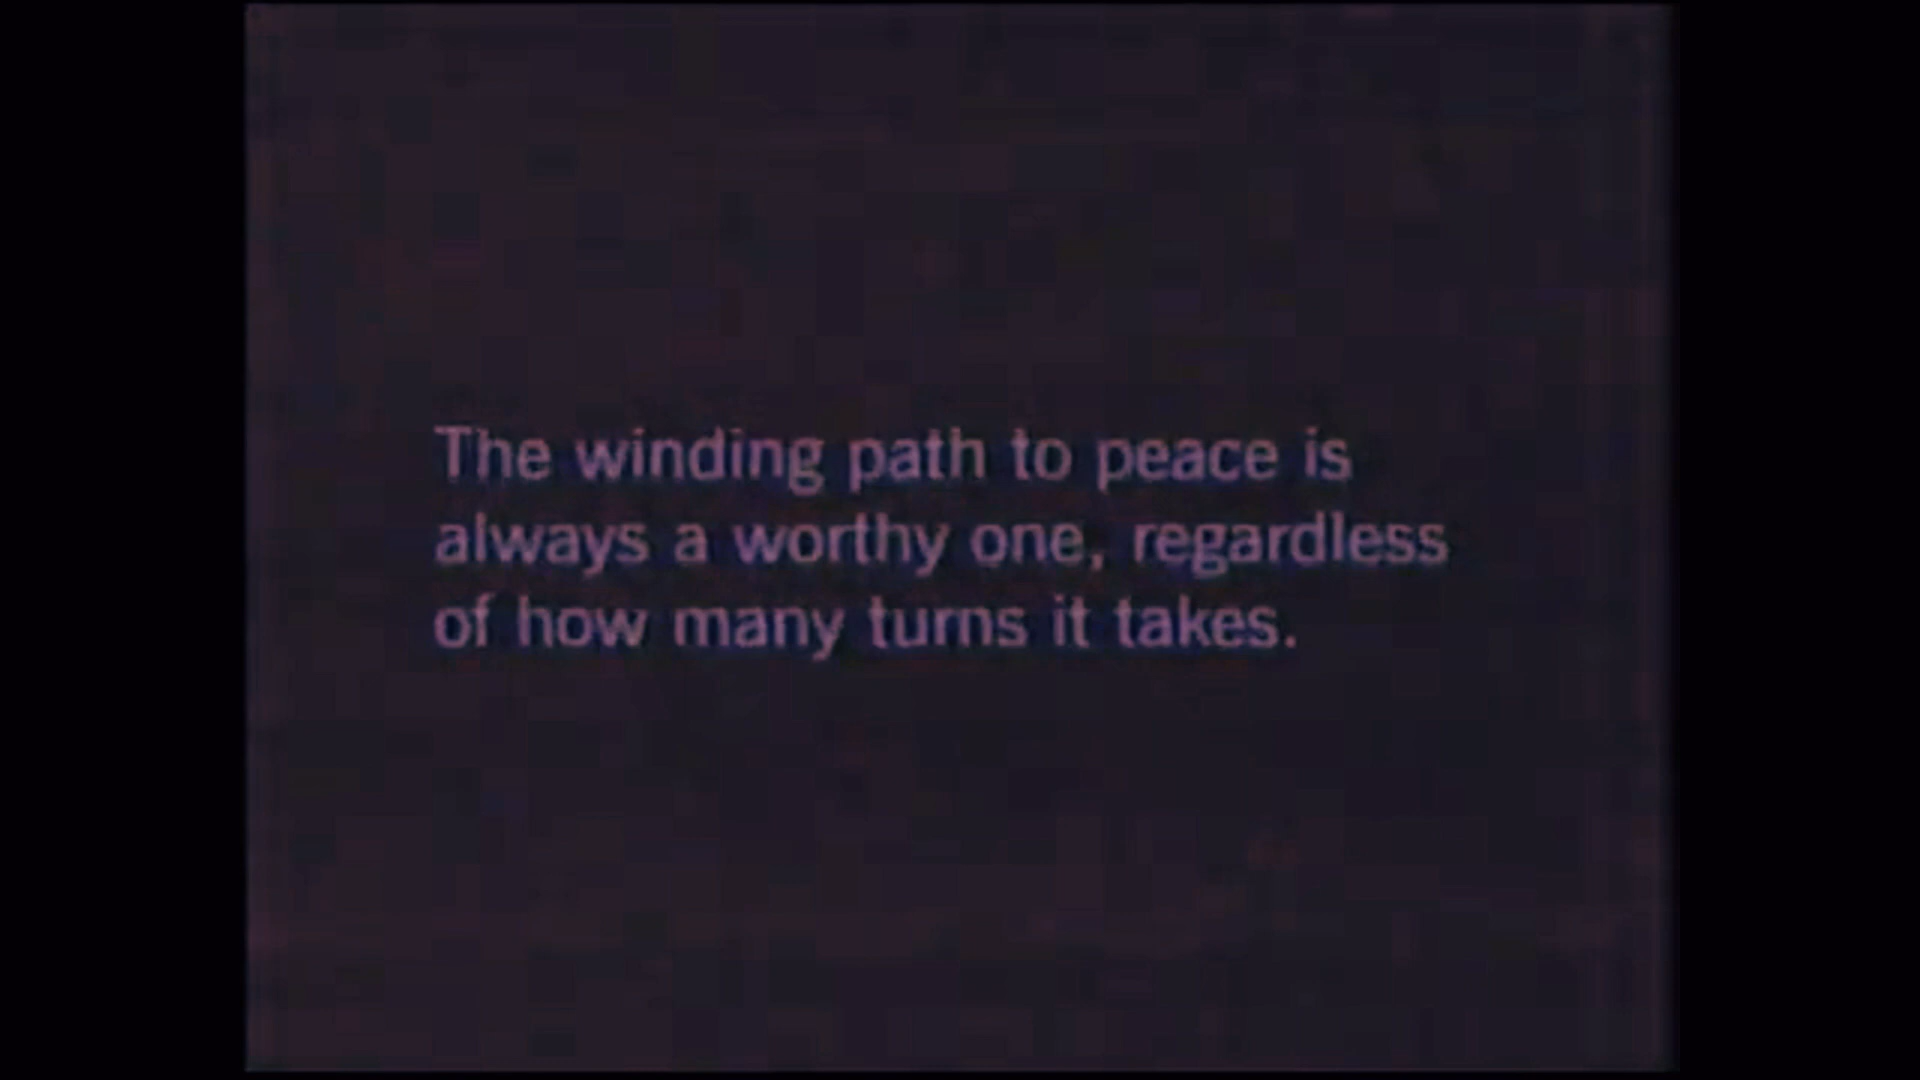 The winding path to peace is
always a worthy one, regardless
of how many turns it takes.